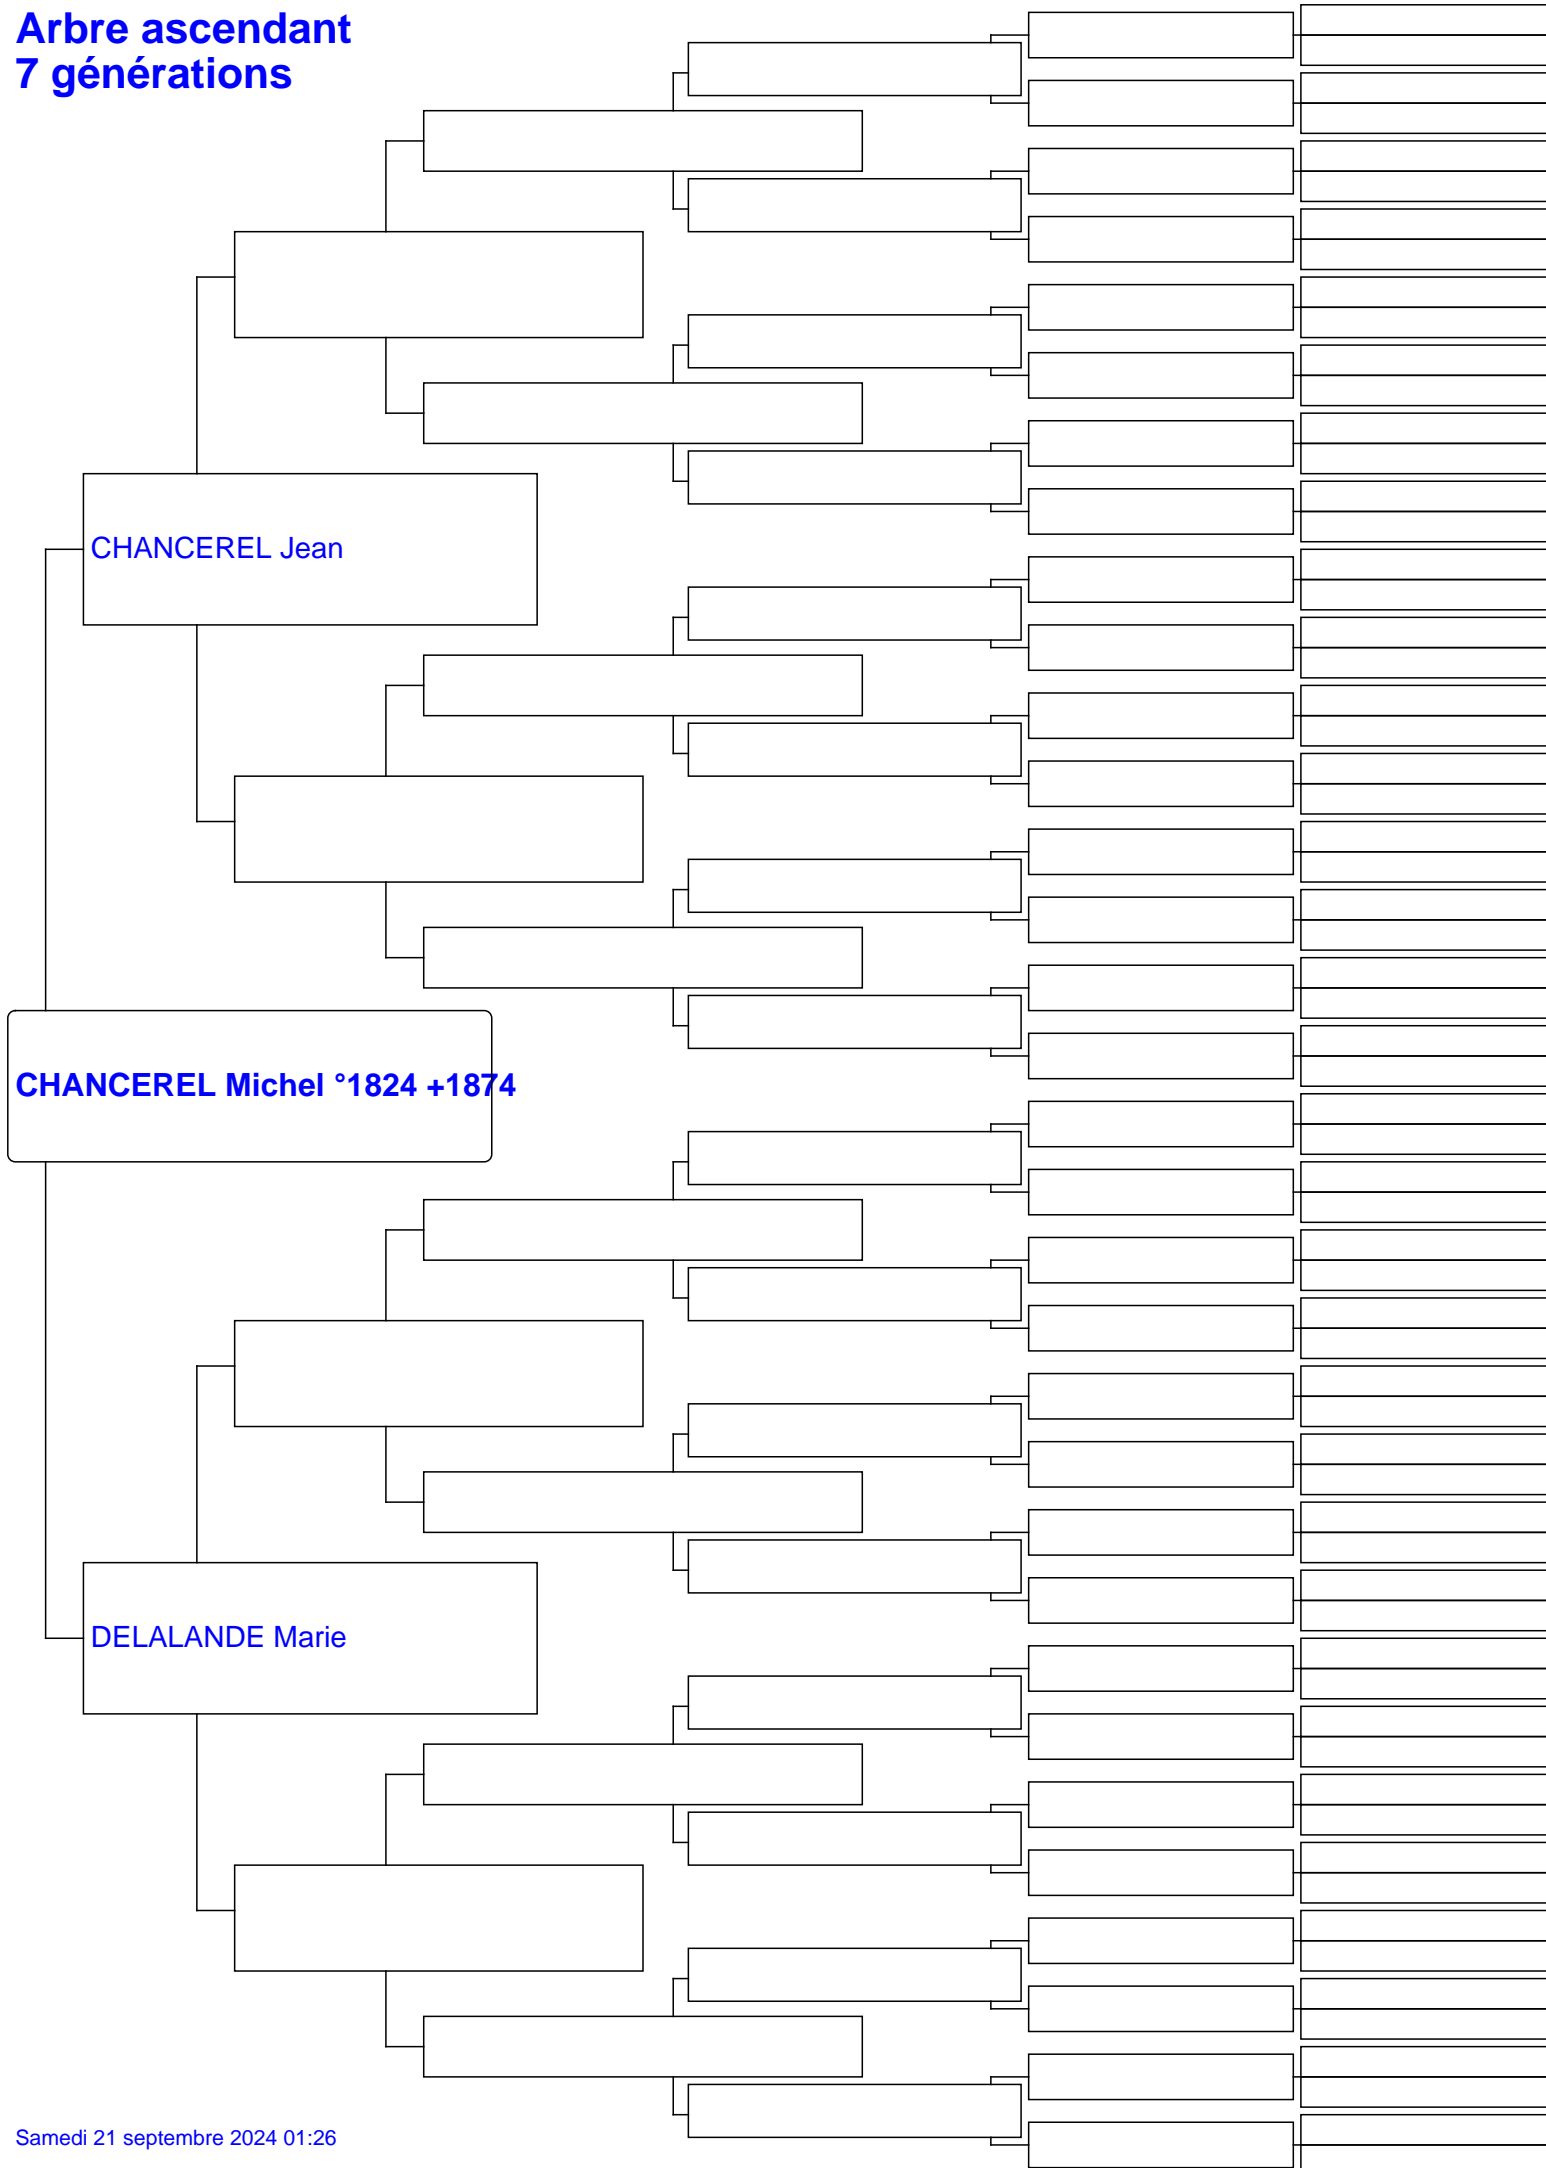 Arbre ascendant
7 générations
CHANCEREL Jean
CHANCEREL Michel °1824 +1874
DELALANDE Marie
Samedi 21 septembre 2024 01:26